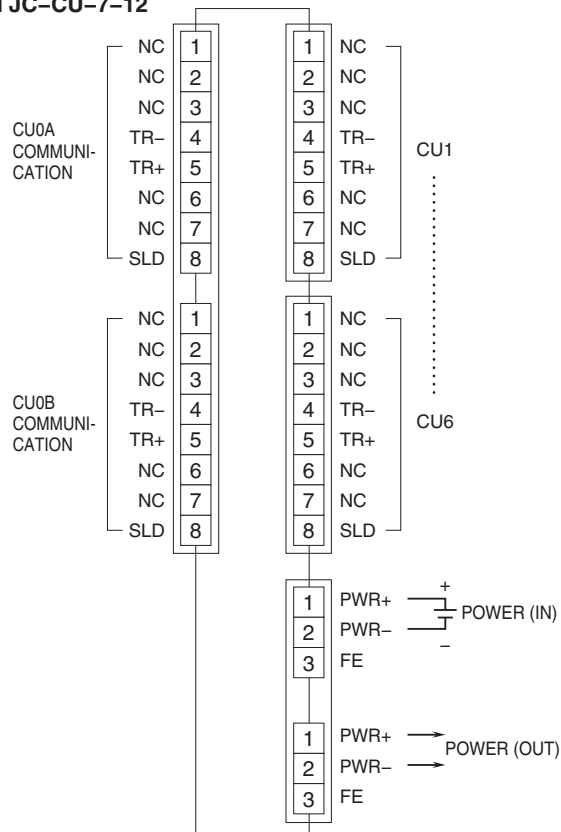 JC–CU–7–12
CU0A
COMMUNI-
CATION
NC 1
NC 2
NC 3
TR– 4
TR+ 5
NC 6
NC 7
SLD 8
CU0B
COMMUNI-
CATION
NC 1
NC 2
NC 3
TR– 4
TR+ 5
NC 6
NC 7
SLD 8
1 NC
2 NC
3 NC
4 TR–
5 TR+
6 NC
7 NC
8 SLD
CU1
1 NC
2 NC
3 NC
4 TR–
5 TR+
6 NC
7 NC
8 SLD
CU6
1 PWR+ +
2 PWR– –
3 FE
POWER (IN)
1 PWR+
2 PWR–
3 FE
POWER (OUT)